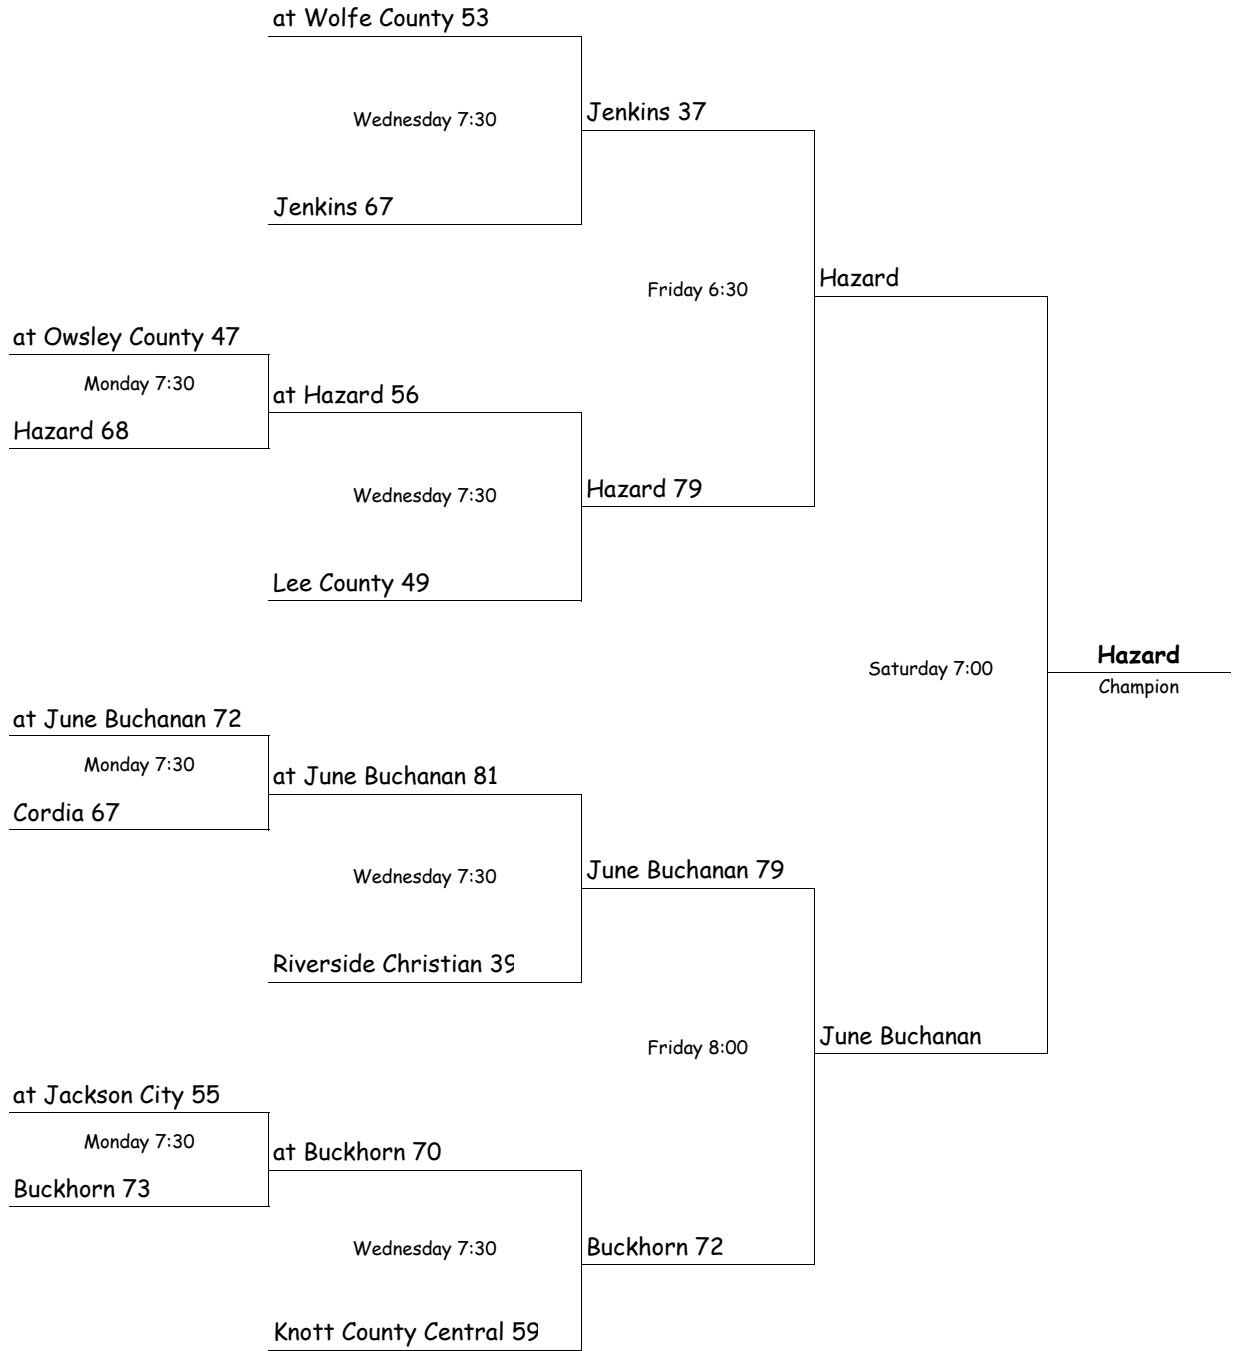 at Wolfe County 53
Wednesday 7:30
Jenkins 37
Jenkins 67
Friday 6:30
Hazard
at Owsley County 47
Monday 7:30
at Hazard 56
Hazard 68
Wednesday 7:30
Hazard 79
Lee County 49
Saturday 7:00
Hazard
Champion
at June Buchanan 72
Monday 7:30
at June Buchanan 81
Cordia 67
Wednesday 7:30
June Buchanan 79
Riverside Christian 39
Friday 8:00
June Buchanan
at Jackson City 55
Monday 7:30
at Buckhorn 70
Buckhorn 73
Wednesday 7:30
Buckhorn 72
Knott County Central 59